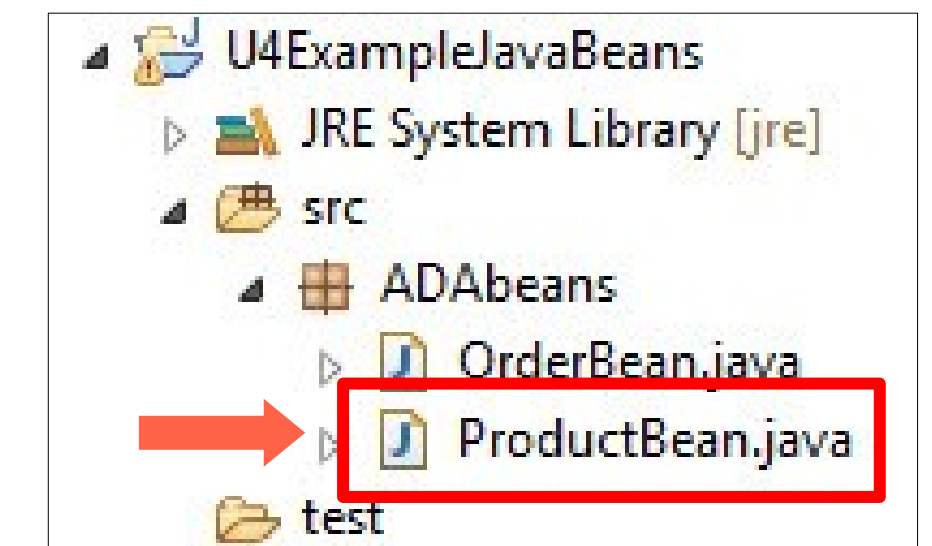 U4ExampleJavaBeans
JRE System Library [jre]
src
ADAbeans
OrderBean.java
ProductBean.java
test